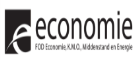 economie
FOD Economie, K.M.O., Middenstand en Energie